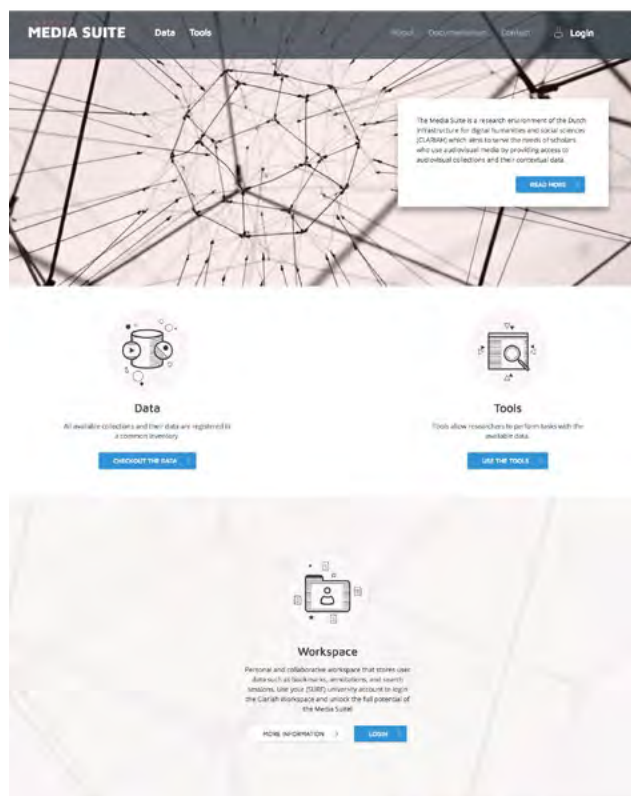 MEDIA SUITE Data Tools About Documentation Contact Login
The Media Suite is a research environment of the Dutch
infrastructure for digital humanities and social sciences
(CLARIAH) which aims to serve the needs of scholars
who use audiovisual media by providing access to
audiovisual collections and their contextual data.
READ MORE
Data
All available collections and their data are registered in
a common inventory
CHECKOUT THE DATA
Tools
Tools allow researchers to perform tasks with the
available data.
USE THE TOOLS
Workspace
Personal and collaborative workspace that stores user
data such as bookmarks, annotations, and search
sessions. Use your (SURF) university account to login
the Clariah Workspace and unlock the full potential of
the Media Suite!
MORE INFORMATION LOGIN